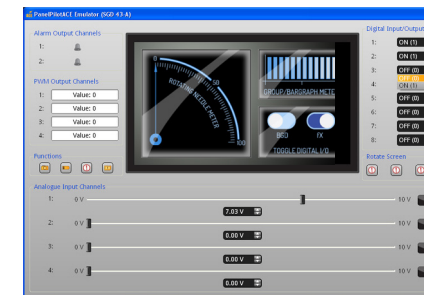 PanelPilotACE Emulator (SGD 43-A)
Alarm Output Channels
1:
2:
PWM Output Channels
1: Value: 0
2: Value: 0
3: Value: 0
4: Value: 0
Functions
0
50
100
ROTATING NEEDLE METER
GROUP/BARGRAPH METE
BGD FX
TOGGLE DIGITAL I/O
Digital Input/Output
1: ON (1)
2: ON (1)
3: OFF (0)
OFF (0)
4: ON (1)
5: OFF (0)
6: OFF (0)
7: OFF (0)
8: OFF (0)
Rotate Screen
Analogue Input Channels
1: 0 V 10 V
7.03 V
2: 0 V 10 V
0.00 V
3: 0 V 10 V
0.00 V
4: 0 V 10 V
0.00 V